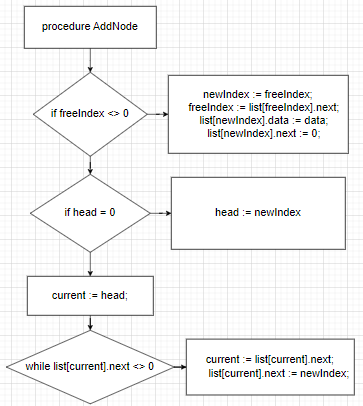 procedure AddNode
if freeIndex <> 0
newIndex := freeIndex;
freeIndex := list[freeIndex].next;
list[newIndex].data := data;
list[newIndex].next := 0;
if head = 0
head := newIndex
current := head;
while list[current].next <> 0
current := list[current].next;
list[current].next := newIndex;